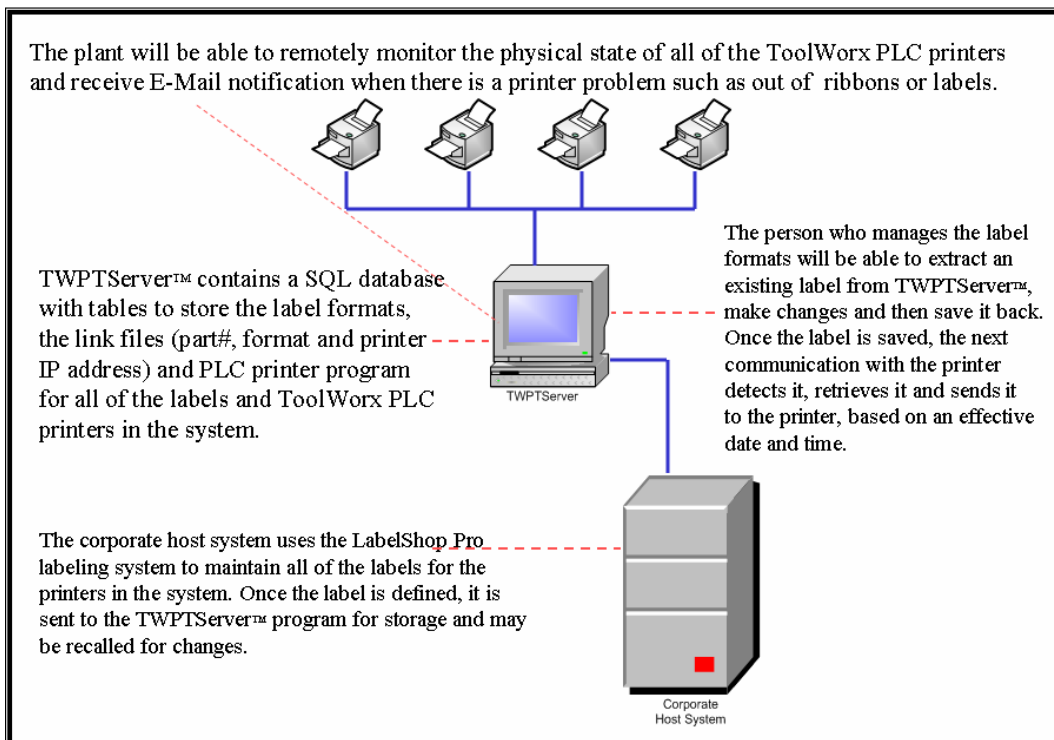 The plant will be able to remotely monitor the physical state of all of the ToolWorx PLC printers
and receive E-Mail notification when there is a printer problem such as out of ribbons or labels.
TWPTServer™ contains a SQL database
with tables to store the label formats,
the link files (part#, format and printer
IP address) and PLC printer program
for all of the labels and ToolWorx PLC
printers in the system.
TWPTServer
The person who manages the label
formats will be able to extract an
existing label from TWPTServer™,
make changes and then save it back.
Once the label is saved, the next
communication with the printer
detects it, retrieves it and sends it
to the printer, based on an effective
date and time.
The corporate host system uses the LabelShop Pro
labeling system to maintain all of the labels for the
printers in the system. Once the label is defined, it is
sent to the TWPTServer™ program for storage and may
be recalled for changes.
Corporate
Host System